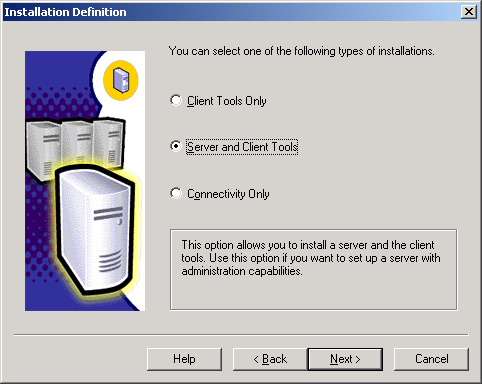 Installation Definition
You can select one of the following types of installations.
Client Tools Only
Server and Client Tools
Connectivity Only
This option allows you to install a server and the client
tools. Use this option if you want to set up a server with
administration capabilities.
Help
< Back
Next >
Cancel